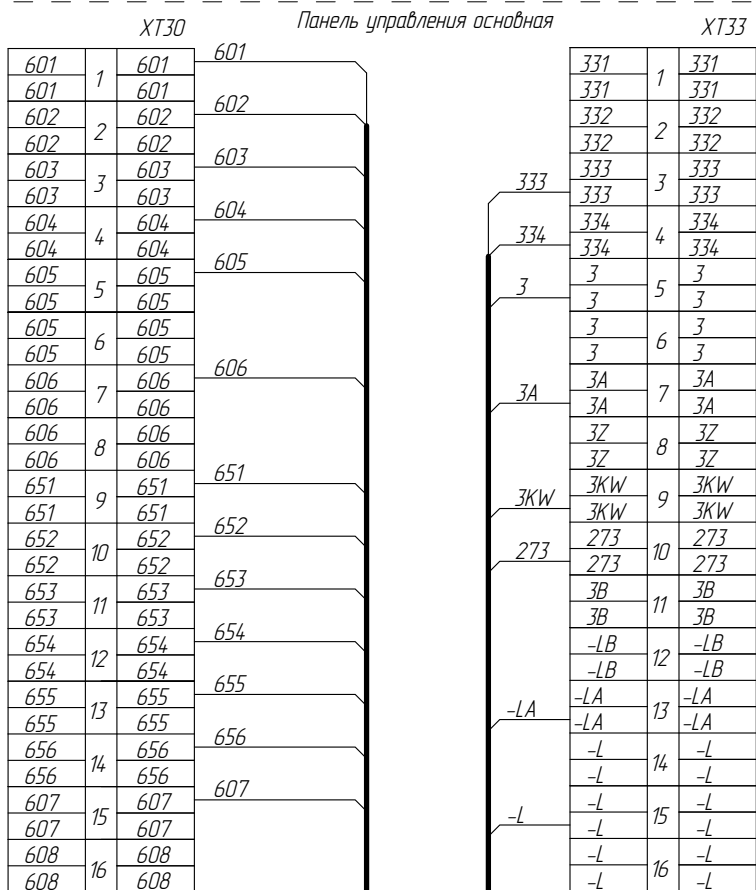 Панель управления основная
XT30
XT33
601 1 601
601 601
602 2 602
602 602
603 3 603
603 603
604 4 604
604 604
605 5 605
605 605
605 6 605
605 605
606 7 606
606 606
606 8 606
606 606
651 9 651
651 651
652 10 652
652 652
653 11 653
653 653
654 12 654
654 654
655 13 655
655 655
656 14 656
656 656
607 15 607
607 607
608 16 608
608 608
601
602
603
604
605
606
651
652
653
654
655
656
607
333
334
3
3A
3KW
273
-LA
-L
331 1 331
331 331
332 2 332
332 332
333 3 333
333 333
334 4 334
334 334
3 5 3
3 3
3 6 3
3 3
3A 7 3A
3A 3A
3Z 8 3Z
3Z 3Z
3KW 9 3KW
3KW 3KW
273 10 273
273 273
3B 11 3B
3B 3B
-LB 12 -LB
-LB -LB
-LA 13 -LA
-LA -LA
-L 14 -L
-L -L
-L 15 -L
-L -L
-L 16 -L
-L -L